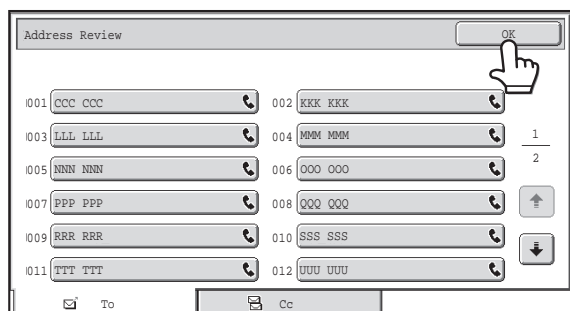 Address Review OK
001 CCC CCC 002 KKK KKK
003 LLL LLL 004 MMM MMM
005 NNN NNN 006 OOO OOO
007 PPP PPP 008 QQQ QQQ
009 RRR RRR 010 SSS SSS
011 TTT TTT 012 UUU UUU
1
2
To Cc